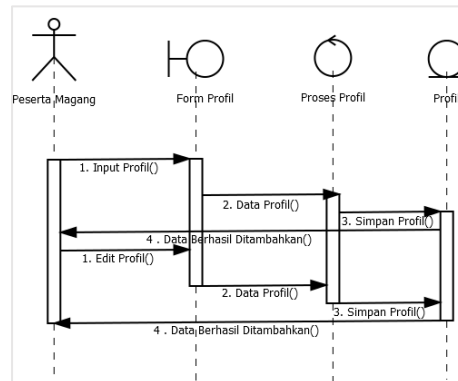 Peserta Magang
Form Profil
Proses Profil
Profil
1. Input Profil()
2. Data Profil()
3. Simpan Profil()
4 . Data Berhasil Ditambahkan()
1. Edit Profil()
2. Data Profil()
3. Simpan Profil()
4 . Data Berhasil Ditambahkan()